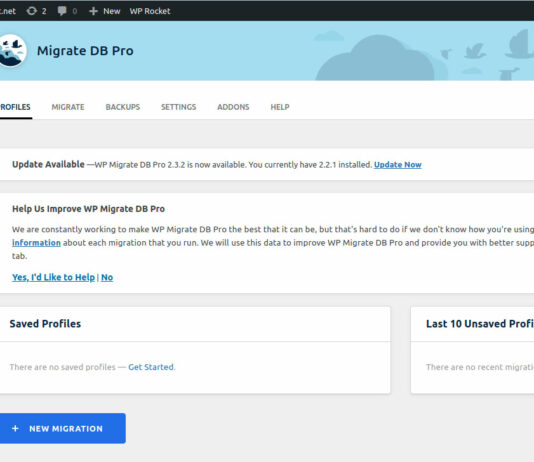 .net 2 0 New WP Rocket
Migrate DB Pro
PROFILES MIGRATE BACKUPS SETTINGS ADDONS HELP
Update Available —WP Migrate DB Pro 2.3.2 is now available. You currently have 2.2.1 installed. Update Now
Help Us Improve WP Migrate DB Pro
We are constantly working to make WP Migrate DB Pro the best that it can be, but that's hard to do if we don't know how you're using
information about each migration that you run. We will use this data to improve WP Migrate DB Pro and provide you with better supp
tab.
Yes, I'd Like to Help | No
Saved Profiles
Last 10 Unsaved Profi
There are no saved profiles — Get Started.
There are no recent migrati
+ NEW MIGRATION